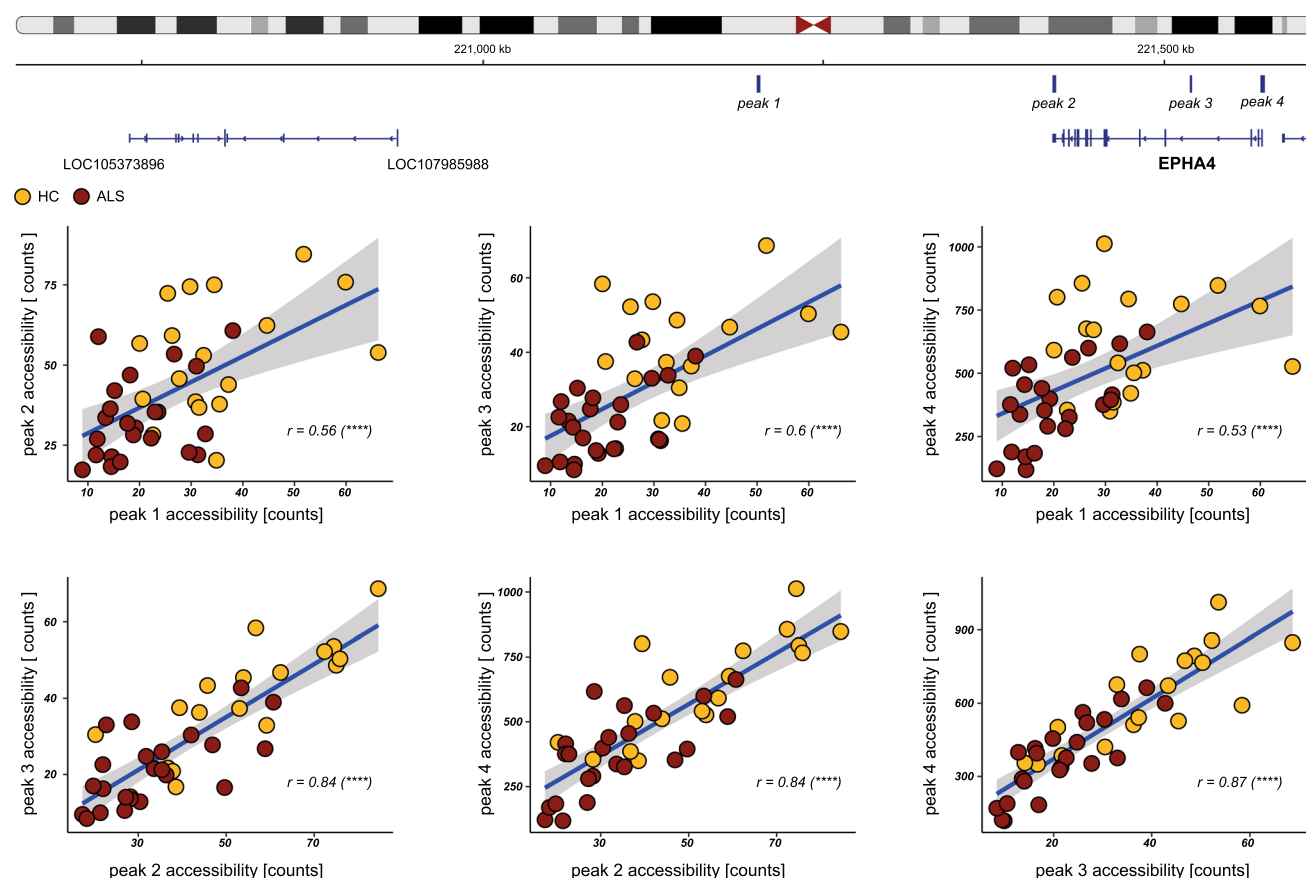 221,000 kb 221,500 kb
peak 1 peak 2 peak 3 peak 4
LOC105373896 LOC107985988 EPHA4
HC ALS
peak 2 accessibility [ counts ]
75
50
25
r = 0.56 (****)
10 20 30 40 50 60
peak 1 accessibility [counts]
peak 3 accessibility [ counts ]
60
40
20
r = 0.6 (****)
10 20 30 40 50 60
peak 1 accessibility [counts]
peak 4 accessibility [ counts ]
1000
750
500
250
r = 0.53 (****)
10 20 30 40 50 60
peak 1 accessibility [counts]
peak 3 accessibility [ counts ]
60
40
20
r = 0.84 (****)
30 50 70
peak 2 accessibility [counts]
peak 4 accessibility [ counts ]
1000
750
500
250
r = 0.84 (****)
30 50 70
peak 2 accessibility [counts]
peak 4 accessibility [ counts ]
900
600
300
r = 0.87 (****)
20 40 60
peak 3 accessibility [counts]